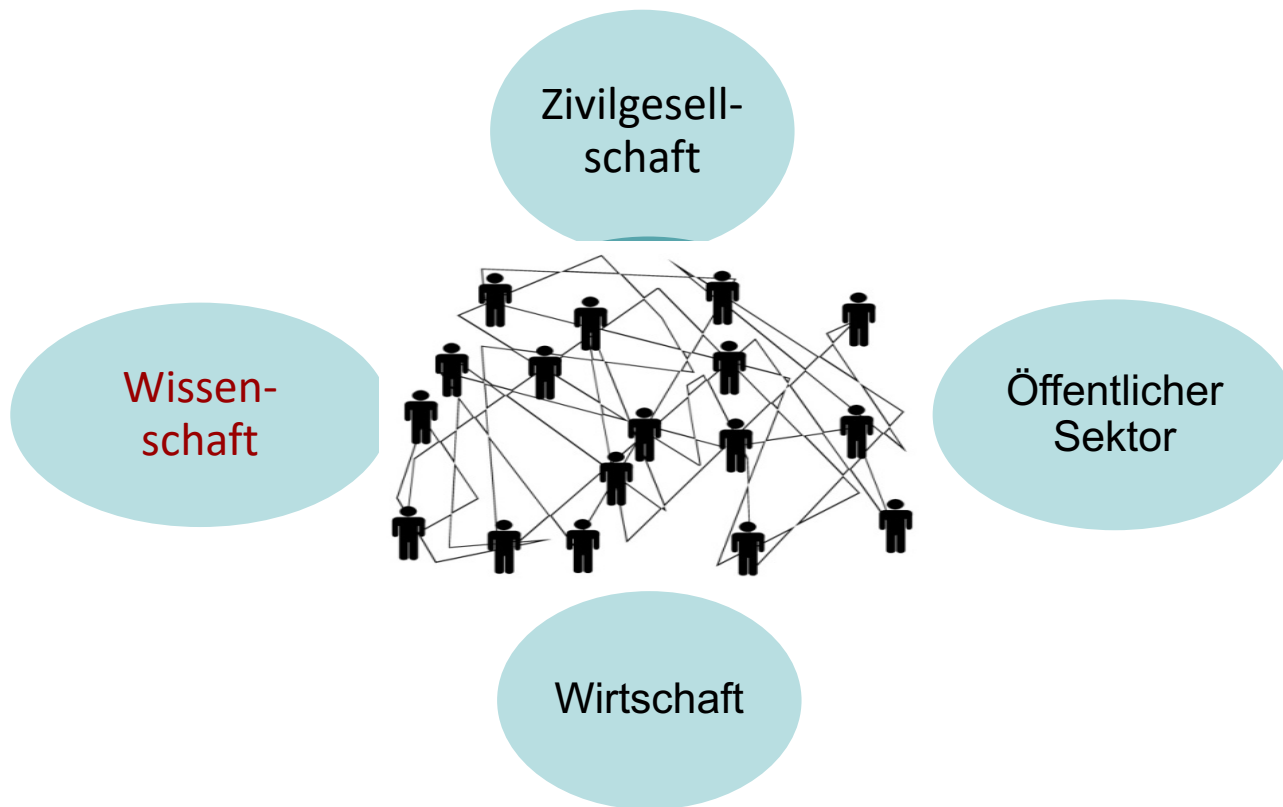 Zivilgesell-
schaft
Wissen-
schaft
Öffentlicher
Sektor
Wirtschaft